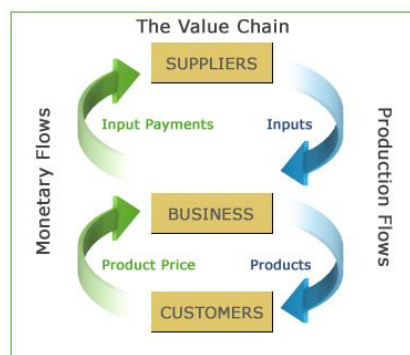 The Value Chain
SUPPLIERS
Monetary Flows
Input Payments
Inputs
Production Flows
BUSINESS
Product Price
Products
CUSTOMERS